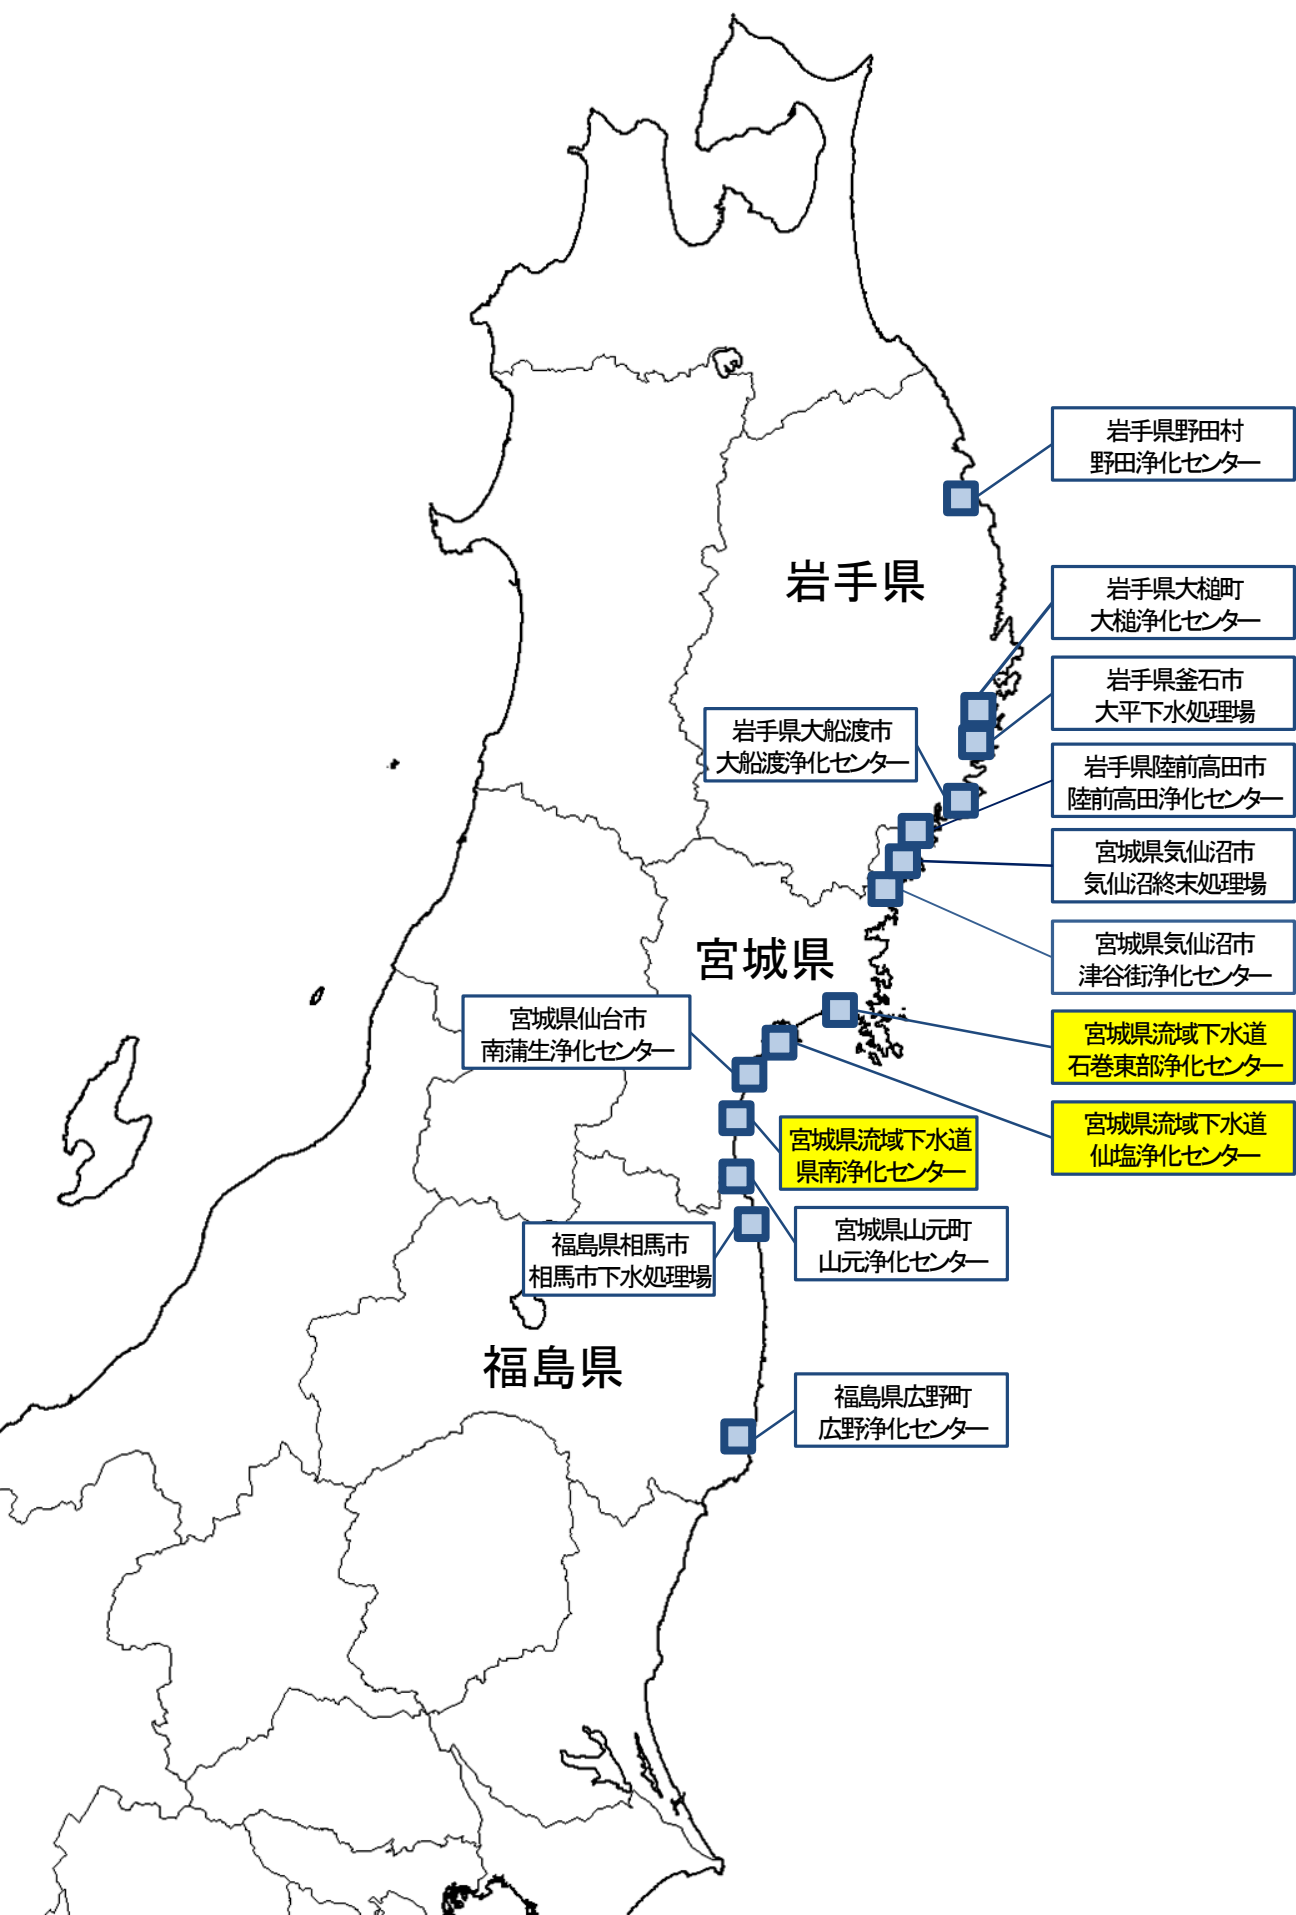 岩手県野田村
野田浄化センター
岩手県
岩手県大槌町
大槌浄化センター
岩手県釜石市
大平下水処理場
岩手県大船渡市
大船渡浄化センター
岩手県陸前高田市
陸前高田浄化センター
宮城県気仙沼市
気仙沼終末処理場
宮城県
宮城県気仙沼市
津谷街浄化センター
宮城県仙台市
南蒲生浄化センター
宮城県流域下水道
石巻東部浄化センター
宮城県流域下水道
仙塩浄化センター
宮城県流域下水道
県南浄化センター
宮城県山元町
山元浄化センター
福島県相馬市
相馬市下水処理場
福島県
福島県広野町
広野浄化センター